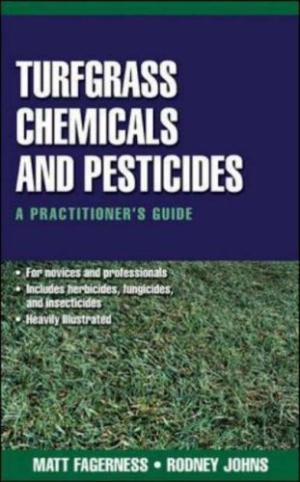 TURFGRASS
CHEMICALS
AND PESTICIDES
A PRACTITIONER'S GUIDE
• For novices and professionals
• Includes herbicides, fungicides,
and insecticides
• Heavily Illustrated
MATT FAGERNESS • RODNEY JOHNS